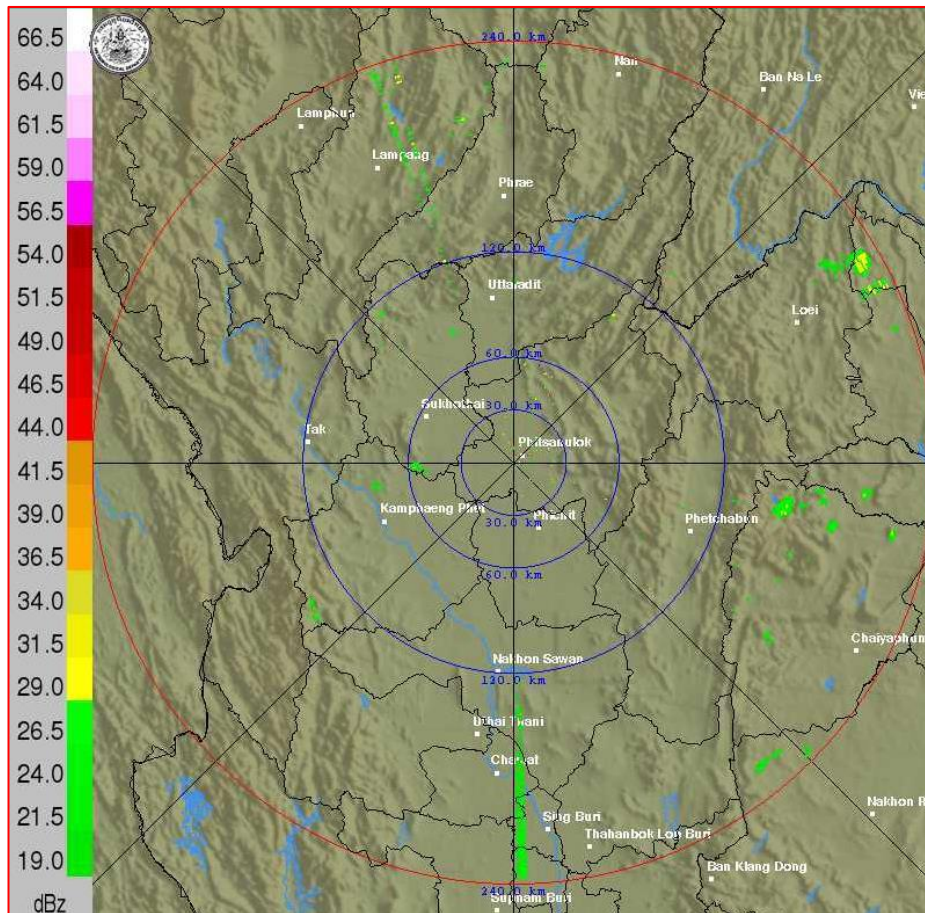 66.5
64.0
61.5
59.0
56.5
54.0
51.5
49.0
46.5
44.0
41.5
39.0
36.5
34.0
31.5
29.0
26.5
24.0
21.5
19.0
dBz
240.0 km
Nan
Ban Na Le
Vie
Lamphun
Lampang
Phrae
120.0 km
Uttaradit
Loei
60.0 km
30.0 km
Sukhothai
Tak
Phitsanulok
Kamphaeng Phet
Phichit
30.0 km
Phetchabun
60.0 km
Chaiyaphum
Nakhon Sawan
120.0 km
Uthai Thani
Chainat
Sing Buri
Thahanbok Lop Buri
Nakhon R
Ban Klang Dong
240.0 km
Suphan Buri